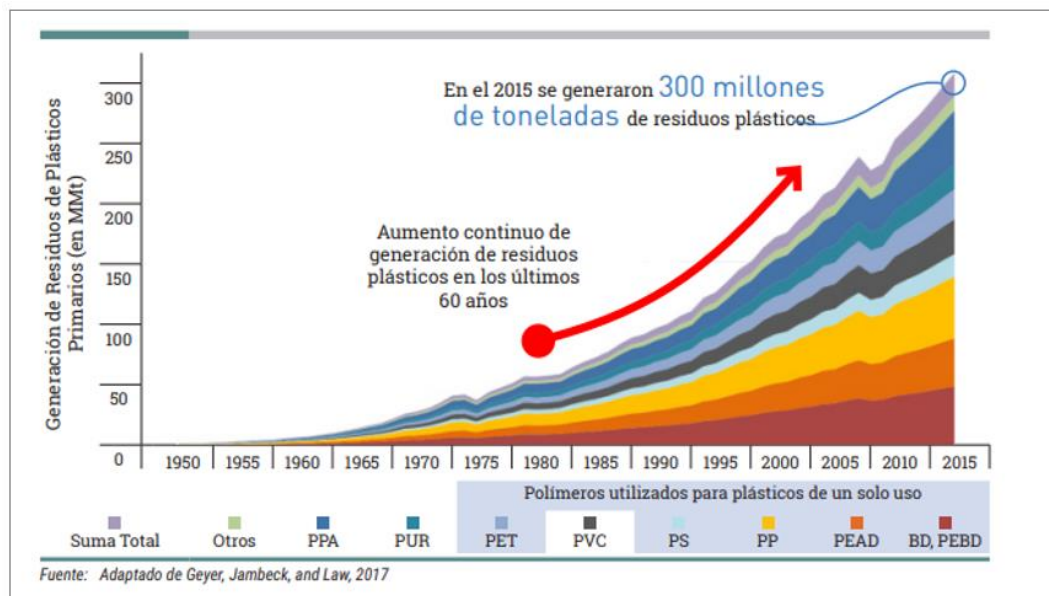 En el 2015 se generaron 300 millones
de toneladas de residuos plásticos
Aumento continuo de
generación de residuos
plásticos en los últimos
60 años
Generación de Residuos de Plástico
Primarios (en MMt)
300
250
200
150
100
50
0
1950 1955 1960 1965 1970 1975 1980 1985 1990 1995 2000 2005 2010 2015
Polímeros utilizados para plásticos de un solo uso
Suma Total Otros PPA PUR PET PVC PS PP PEAD BD, PEBD
Fuente: Adaptado de Geyer, Jambeck, and Law, 2017